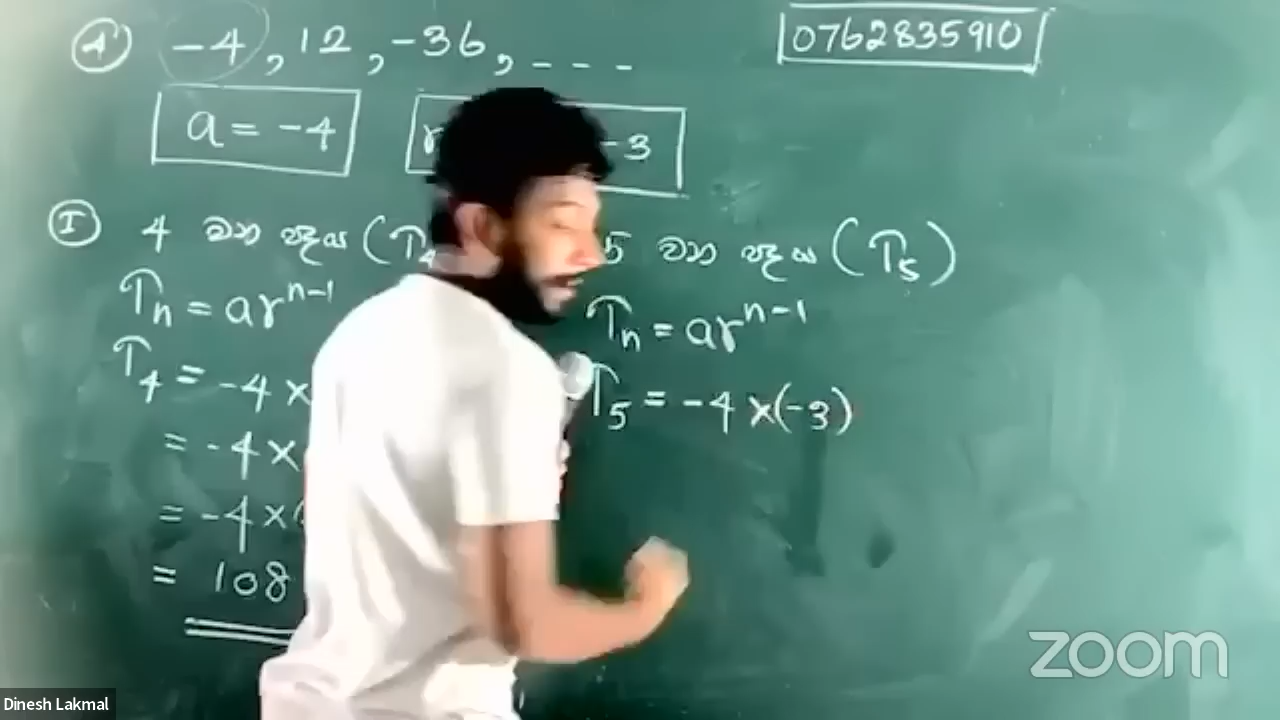 A) -4, 12, -36, - - -
0762835910
a = -4
r -3
I 4 වන පදය (T4
5 වන පදය (T5)
Tn = ar^n-1
Tn = ar^n-1
T4 = -4 ×
T5 = -4 ×(-3)
= -4 ×
= -4 ×(
= 108
zoom
Dinesh Lakmal